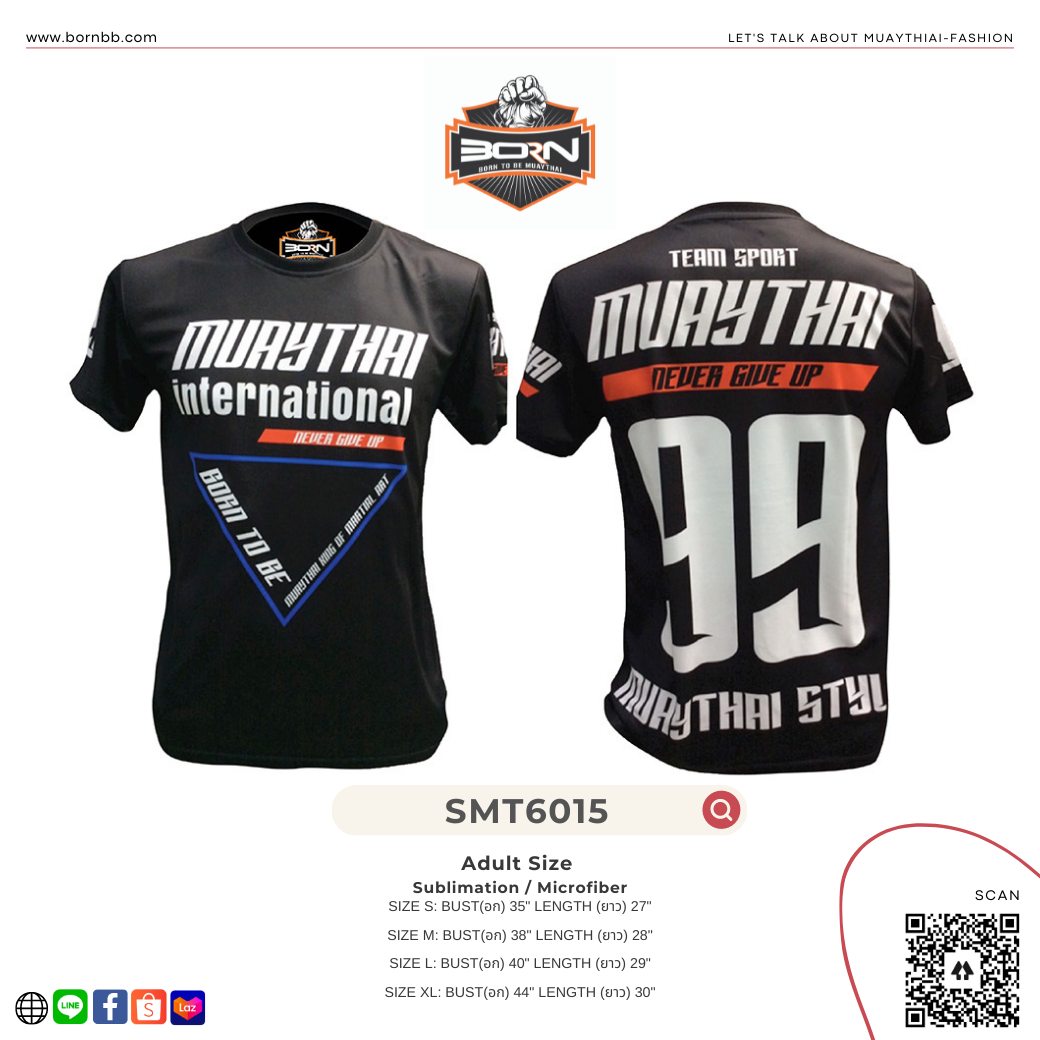 www.bornbb.com
LET'S TALK ABOUT MUAYTHIAI-FASHION
BORN
BORN TO BE MUAYTHAI
BORN
MUAYTHAI
international
NEVER GIVE UP
BORN TO BE
MUAYTHAI KING OF MARTIAL ART
TEAM SPORT
MUAYTHAI
NEVER GIVE UP
99
MUAYTHAI STYL
SMT6015
Adult Size
Sublimation / Microfiber
SIZE S: BUST(อก) 35" LENGTH (ยาว) 27"
SIZE M: BUST(อก) 38" LENGTH (ยาว) 28"
SIZE L: BUST(อก) 40" LENGTH (ยาว) 29"
SIZE XL: BUST(อก) 44" LENGTH (ยาว) 30"
SCAN
LINE
Laz